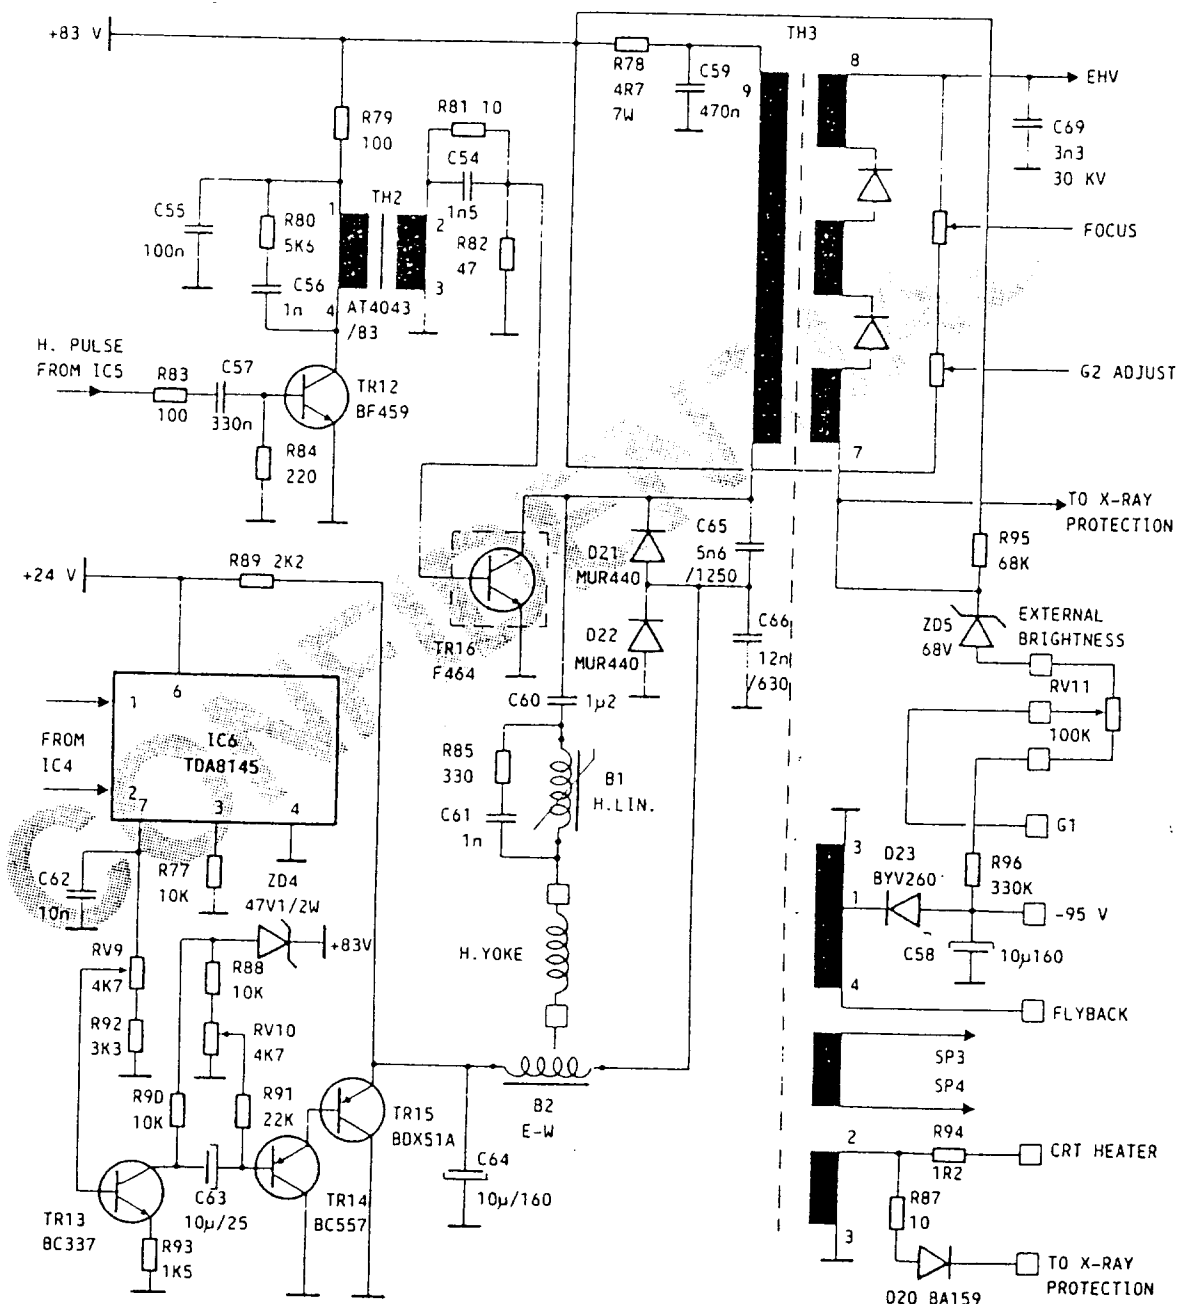 +83 V
TH3
R78
4R7
7W
C59
470n
9
8
EHV
C69
3n3
30 KV
R79
100
R81 10
C54
1n5
TH2
1
2
3
4
C55
100n
R80
5K6
C56
1n
R82
47
AT4043
/83
FOCUS
H. PULSE
FROM IC5
R83
100
C57
330n
TR12
BF459
R84
220
G2 ADJUST
7
TO X-RAY
PROTECTION
R95
68K
+24 V
R89 2K2
D21
MUR440
C65
5n6
/1250
D22
MUR440
C66
12n
/630
TR16
F464
ZD5
68V
EXTERNAL
BRIGHTNESS
RV11
100K
6
1
FROM
IC4
2
IC6
TDA8145
7
3
4
C60
1µ2
R85
330
C61
1n
B1
H.LIN.
G1
C62
10n
R77
10K
ZD4
47V1/2W
+83V
3
D23
BYV260
1
R96
330K
-95 V
C58
10µ160
4
FLYBACK
RV9
4K7
R88
10K
H.YOKE
R92
3K3
RV10
4K7
SP3
SP4
R90
10K
R91
22K
TR15
BDX51A
B2
E-W
2
R94
1R2
CRT HEATER
C63
10µ/25
TR14
BC557
C64
10µ/160
R87
10
TR13
BC337
R93
1K5
3
D20 BA159
TO X-RAY
PROTECTION